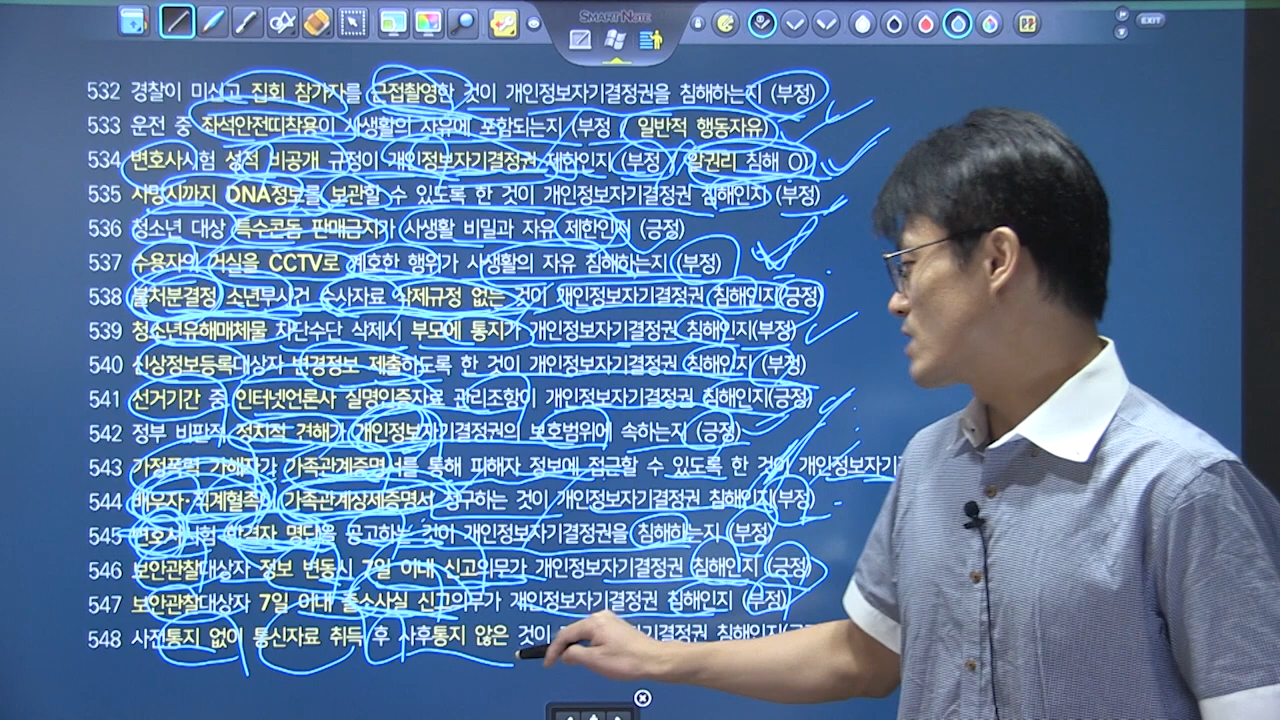 SMARTNOTE
EXIT
532 경찰이 미신고 집회 참가자를 근접촬영한 것이 개인정보자기결정권을 침해하는지 (부정)
533 운전 중 좌석안전띠착용이 사생활의 자유에 포함되는지 (부정 / 일반적 행동자유)
534 변호사시험 성적 비공개 규정이 개인정보자기결정권 제한인지 (부정 / 알권리 침해 O)
535 사망시까지 DNA정보를 보관할 수 있도록 한 것이 개인정보자기결정권 침해인지 (부정)
536 청소년 대상 특수콘돔 판매금지가 사생활 비밀과 자유 제한인지 (긍정)
537 수용자의 거실을 CCTV로 계호한 행위가 사생활의 자유 침해하는지 (부정)
538 불처분결정 소년부사건 수사자료 삭제규정 없는 것이 개인정보자기결정권 침해인지(긍정)
539 청소년유해매체물 차단수단 삭제시 부모에 통지가 개인정보자기결정권 침해인지(부정)
540 신상정보등록대상자 변경정보 제출하도록 한 것이 개인정보자기결정권 침해인지 (부정)
541 선거기간 중 인터넷언론사 실명인증자료 관리조항이 개인정보자기결정권 침해인지(긍정)
542 정부 비판적 정치적 견해가 개인정보자기결정권의 보호범위에 속하는지 (긍정)
543 가정폭력 가해자가 가족관계증명서를 통해 피해자 정보에 접근할 수 있도록 한 것이 개인정보자기
544 배우자·직계혈족이 가족관계상세증명서 청구하는 것이 개인정보자기결정권 침해인지(부정)
545 변호사시험 합격자 명단을 공고하는 것이 개인정보자기결정권을 침해하는지 (부정)
546 보안관찰대상자 정보 변동시 7일 이내 신고의무가 개인정보자기결정권 침해인지 (긍정)
547 보안관찰대상자 7일 이내 출소사실 신고의무가 개인정보자기결정권 침해인지 (부정)
548 사전통지 없이 통신자료 취득 후 사후통지 않은 것이 정보자기결정권 침해인지(긍